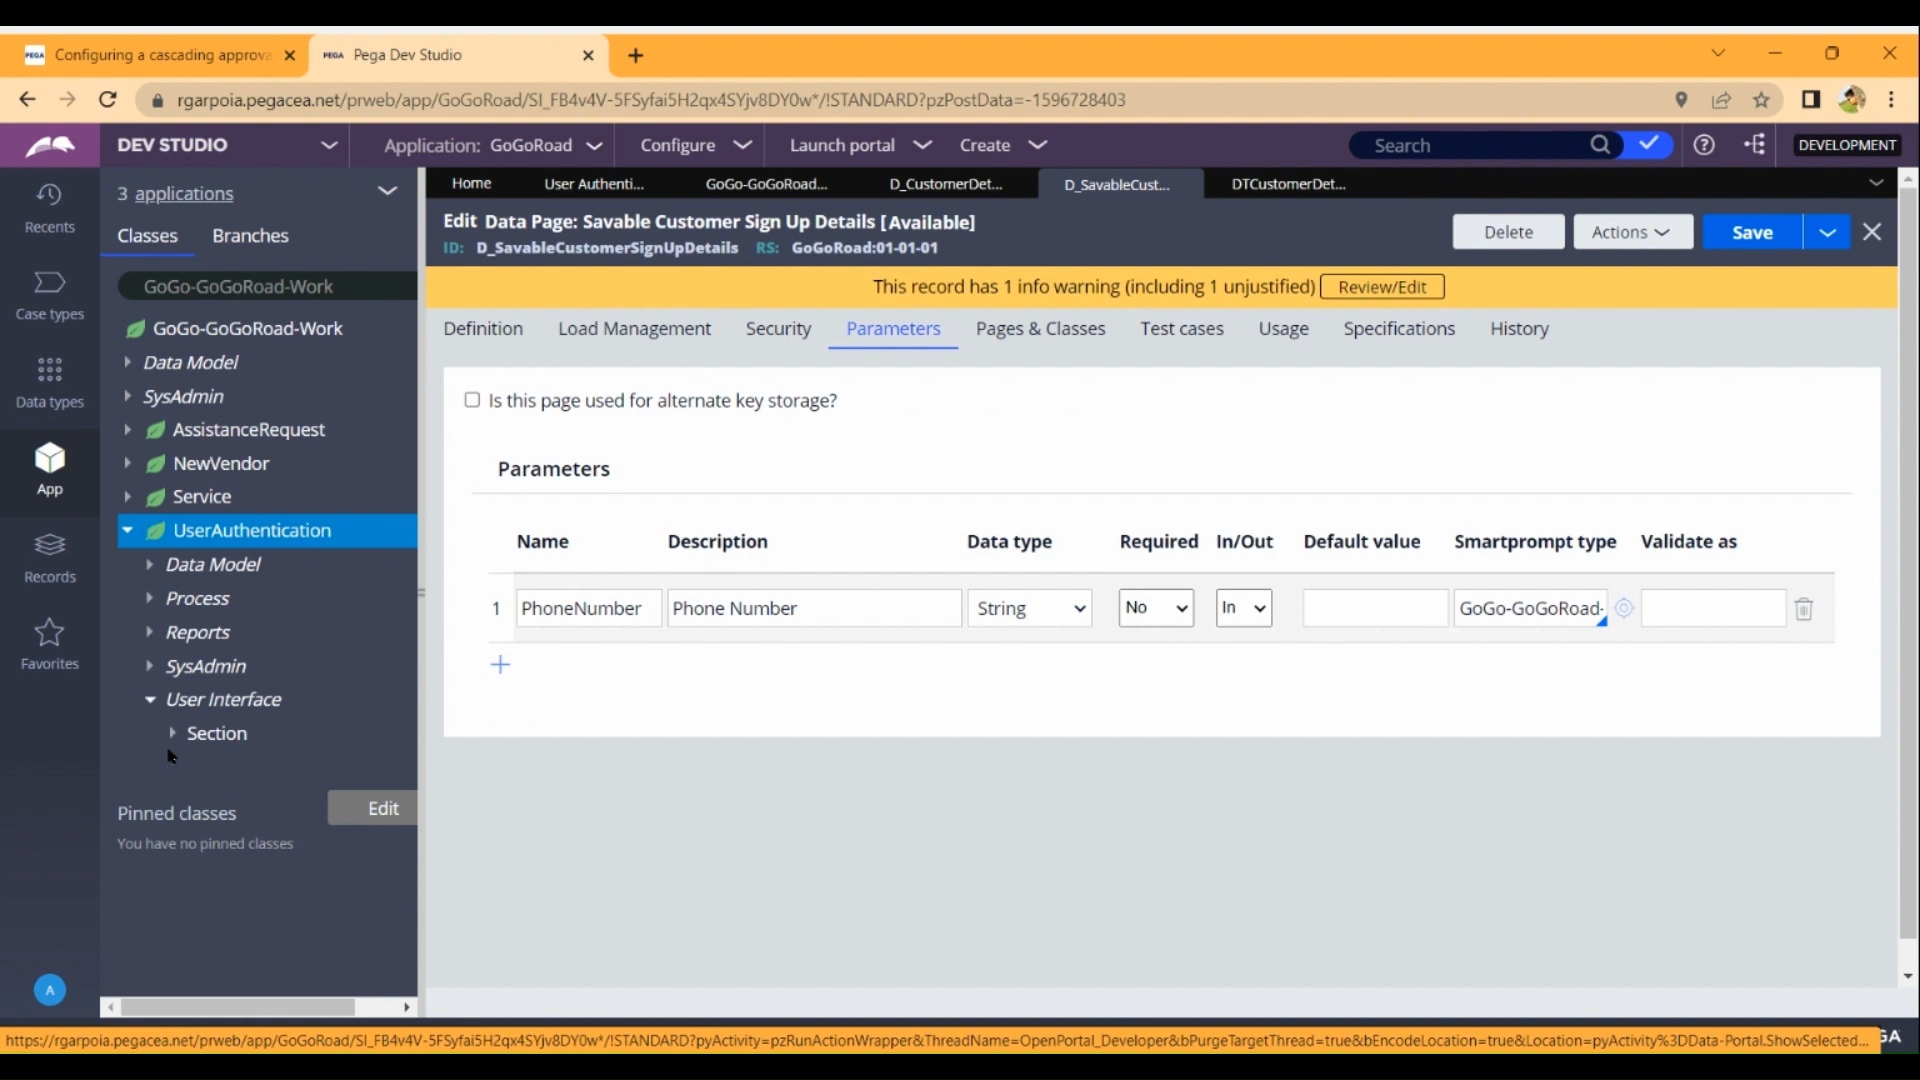 PEGA Configuring a cascading approva
PEGA Pega Dev Studio
rgarpoia.pegacea.net/prweb/app/GoGoRoad/SI_FB4v4V-5FSyfai5H2qx4SYjv8DY0w*/!STANDARD?pzPostData=-1596728403
DEV STUDIO
Application: GoGoRoad
Configure
Launch portal
Create
Search
DEVELOPMENT
Recents
Case types
Data types
App
Records
Favorites
A
3 applications
Classes Branches
GoGo-GoGoRoad-Work
GoGo-GoGoRoad-Work
Data Model
SysAdmin
AssistanceRequest
NewVendor
Service
UserAuthentication
Data Model
Process
Reports
SysAdmin
User Interface
Section
Pinned classes Edit
You have no pinned classes
Home User Authenti... GoGo-GoGoRoad... D_CustomerDet... D_SavableCust... DTCustomerDet...
Edit Data Page: Savable Customer Sign Up Details [Available]
ID: D_SavableCustomerSignUpDetails RS: GoGoRoad:01-01-01
Delete Actions Save
This record has 1 info warning (including 1 unjustified) Review/Edit
Definition Load Management Security Parameters Pages & Classes Test cases Usage Specifications History
Is this page used for alternate key storage?
Parameters
Name Description Data type Required In/Out Default value Smartprompt type Validate as
1 PhoneNumber Phone Number String No In GoGo-GoGoRoad-
https://rgarpoia.pegacea.net/prweb/app/GoGoRoad/SI_FB4v4V-5FSyfai5H2qx4SYjv8DY0w*/!STANDARD?pyActivity=pzRunActionWrapper&ThreadName=OpenPortal_Developer&bPurgeTargetThread=true&bEncodeLocation=true&Location=pyActivity%3DData-Portal.ShowSelected... GA